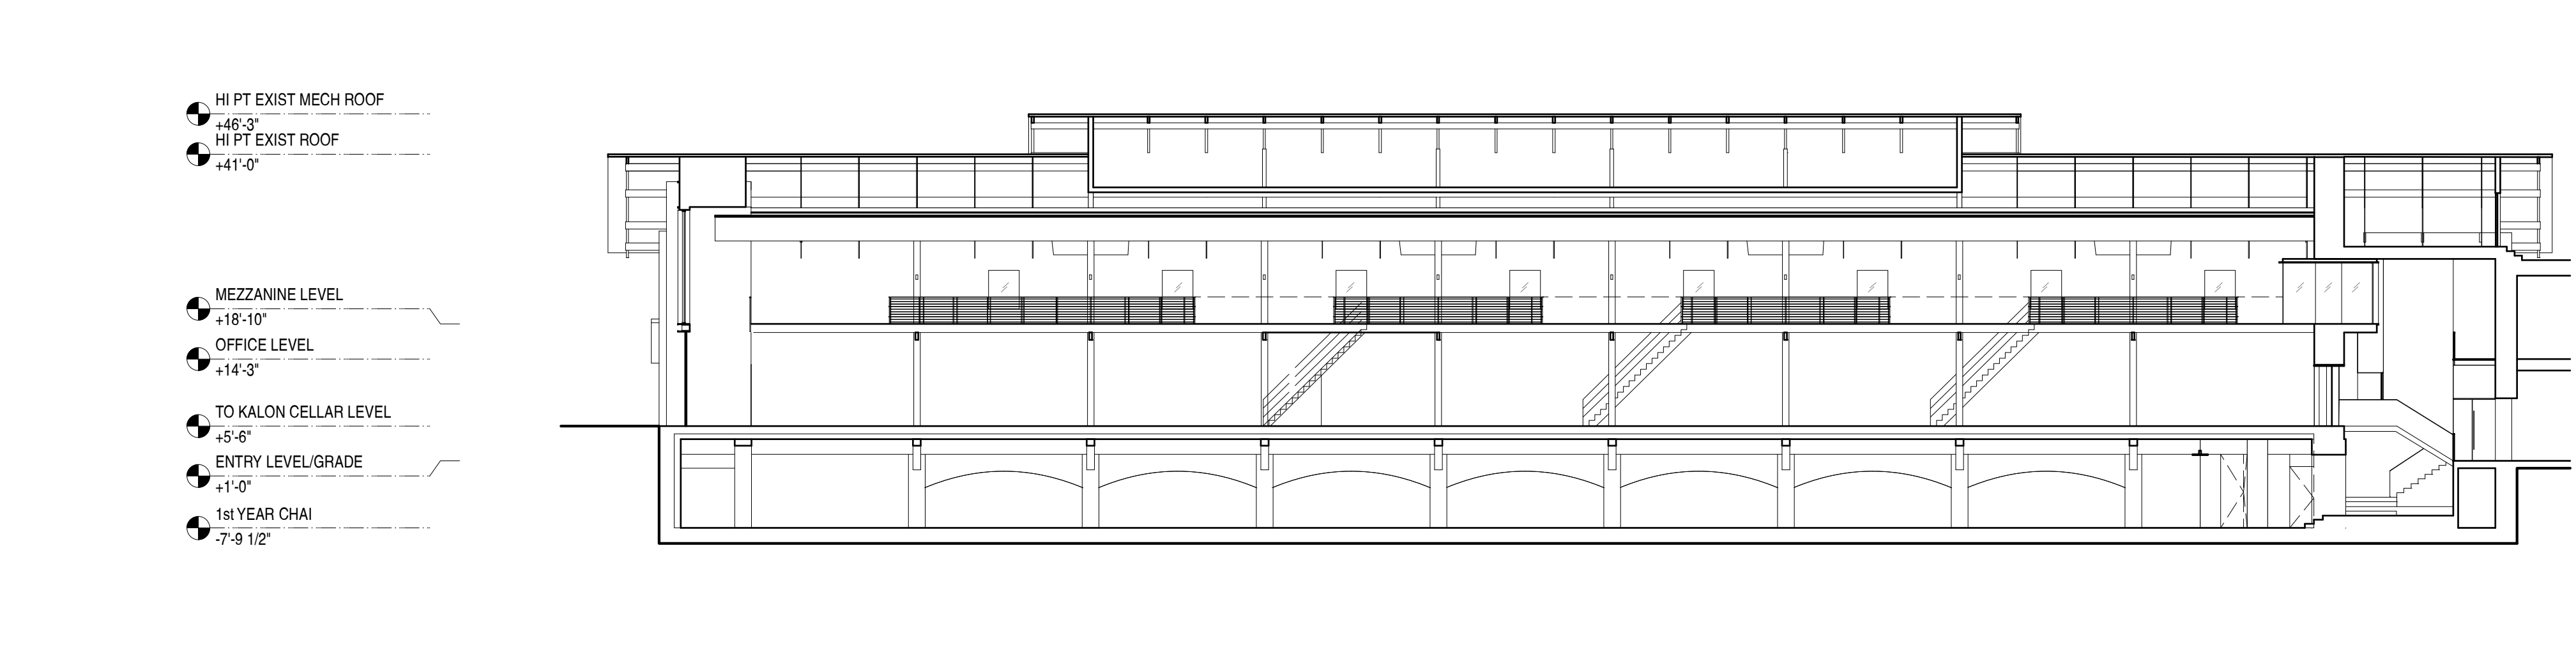 HI PT EXIST MECH ROOF
+46'-3"
HI PT EXIST ROOF
+41'-0"
MEZZANINE LEVEL
+18'-10"
OFFICE LEVEL
+14'-3"
TO KALON CELLAR LEVEL
+5'-6"
ENTRY LEVEL/GRADE
+1'-0"
1st YEAR CHAI
-7'-9 1/2"